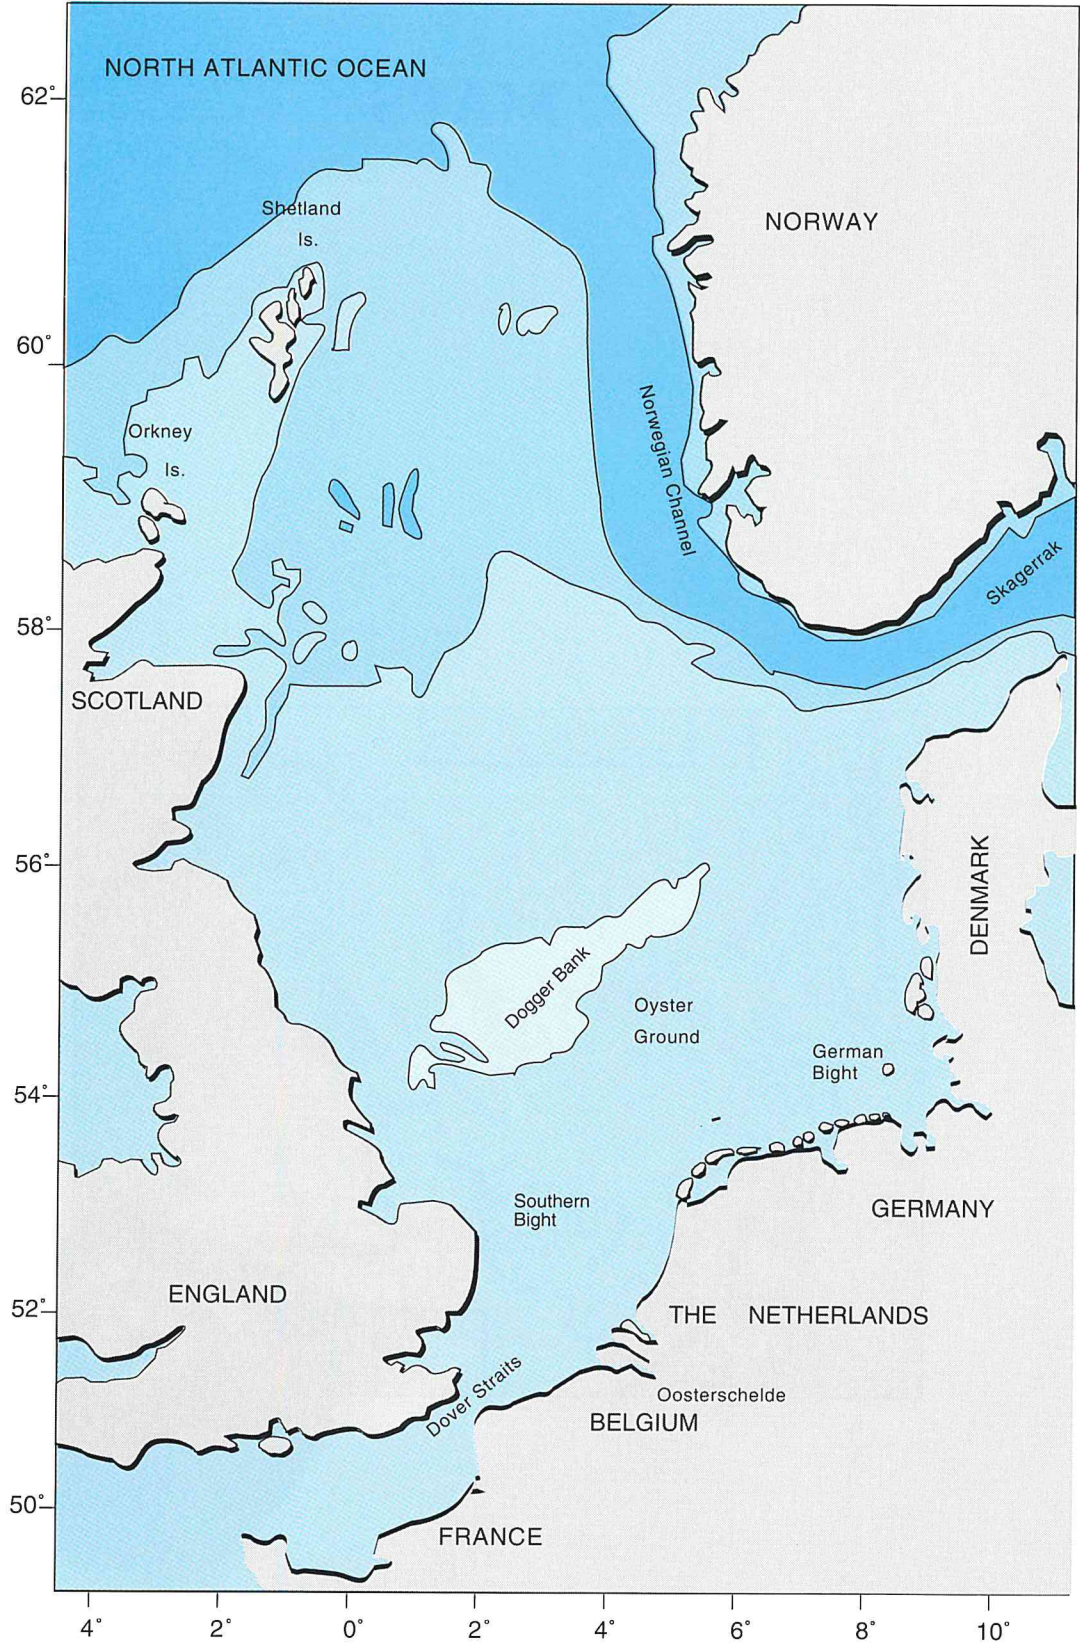 NORTH ATLANTIC OCEAN
62°
Shetland
Is.
NORWAY
60°
Norwegian Channel
Orkney
Is.
Skagerrak
58°
SCOTLAND
56°
DENMARK
Dogger Bank
Oyster
Ground
German
Bight
54°
Southern
Bight
GERMANY
ENGLAND
52°
THE NETHERLANDS
Dover Straits
Oosterschelde
BELGIUM
50°
FRANCE
4° 2° 0° 2° 4° 6° 8° 10°